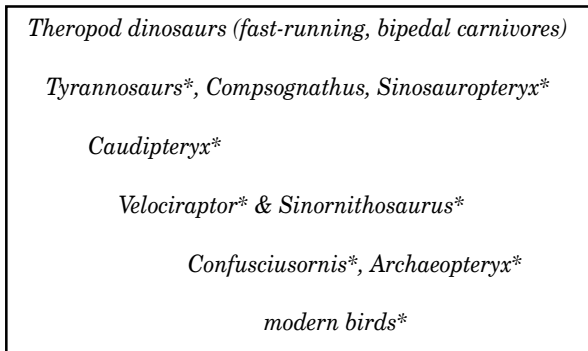 Theropod dinosaurs (fast-running, bipedal carnivores)
Tyrannosaurs*, Compsognathus, Sinosauropteryx*
Caudipteryx*
Velociraptor* & Sinornithosaurus*
Confusciusornis*, Archaeopteryx*
modern birds*